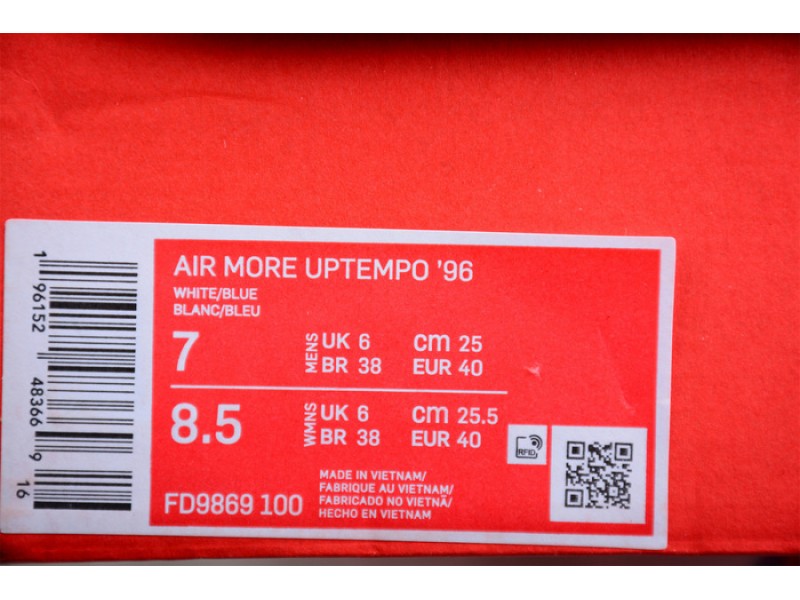 AIR MORE UPTEMPO '96
WHITE/BLUE
BLANC/BLEU
7 MENS UK 6 cm 25
BR 38 EUR 40
8.5 WMNS UK 6 cm 25.5
BR 38 EUR 40
RFID
FD9869 100
MADE IN VIETNAM/
FABRIQUE AU VIETNAM/
FABRICADO NO VIETNÃ/
HECHO EN VIETNAM
1 96152 48366 9 16